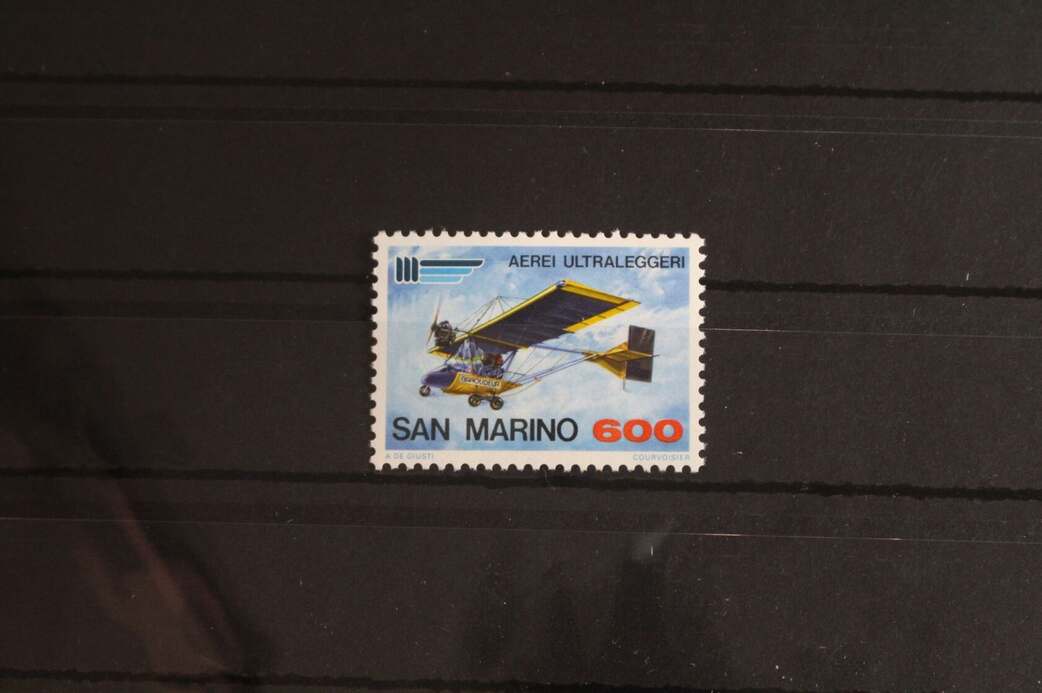 AEREI ULTRALEGGERI
SAN MARINO 600
A DE GIUSTI
COURVOISIER